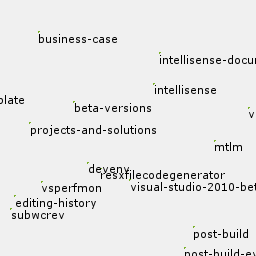 business-case
intellisense-docu
intellisense
plate
beta-versions
v
projects-and-solutions
mtlm
devenv
resxfilecodegenerator
vsperfmon
visual-studio-2010-bet
editing-history
subwcrev
post-build
post-build-ev